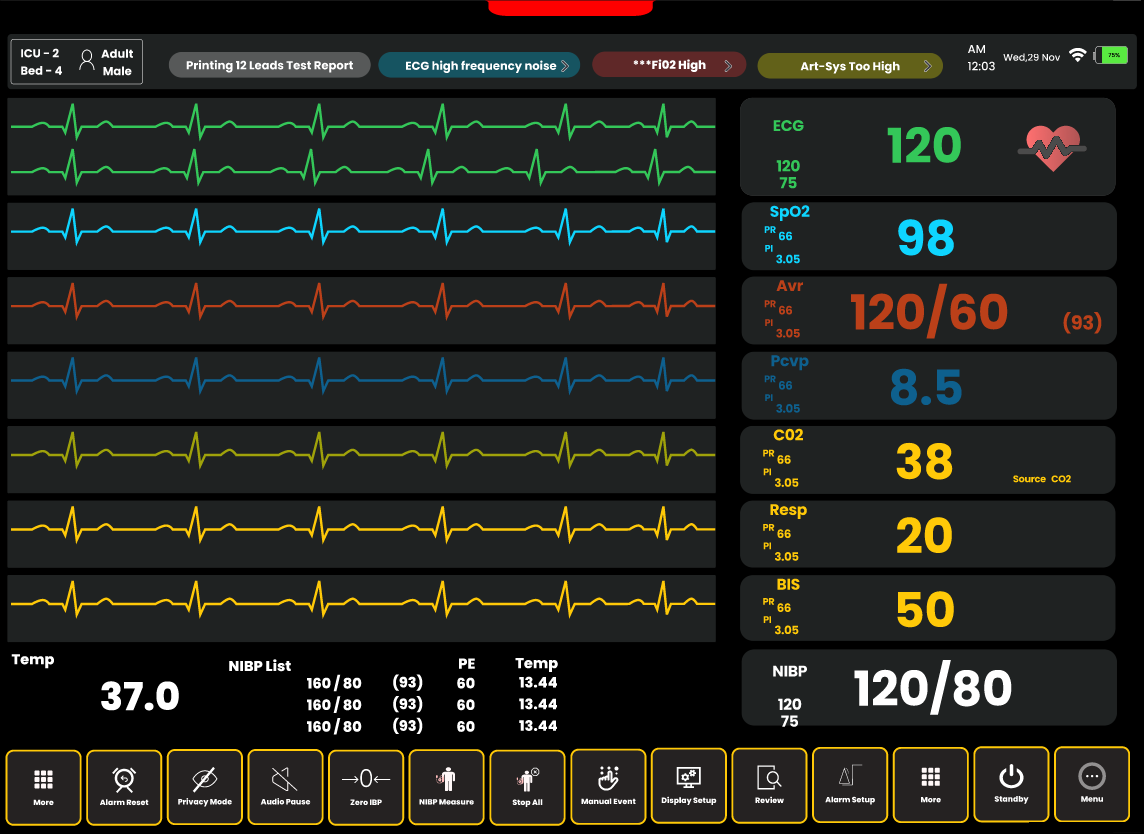 ICU - 2
Bed - 4
Adult
Male
Printing 12 Leads Test Report
ECG high frequency noise
***Fi02 High
Art-Sys Too High
AM
12:03
Wed,29 Nov
75%
ECG
120
120
75
SpO2
PR 66
PI 3.05
98
Avr
PR 66
PI 3.05
120/60
(93)
Pcvp
PR 66
PI 3.05
8.5
C02
PR 66
PI 3.05
38
Source CO2
Resp
PR 66
PI 3.05
20
BIS
PR 66
PI 3.05
50
Temp
37.0
NIBP List PE Temp
160 / 80 (93) 60 13.44
160 / 80 (93) 60 13.44
160 / 80 (93) 60 13.44
NIBP
120
75
120/80
More
Alarm Reset
Privacy Mode
Audio Pause
→0←
Zero IBP
NIBP Measure
Stop All
Manual Event
Display Setup
Review
Alarm Setup
More
Standby
Menu